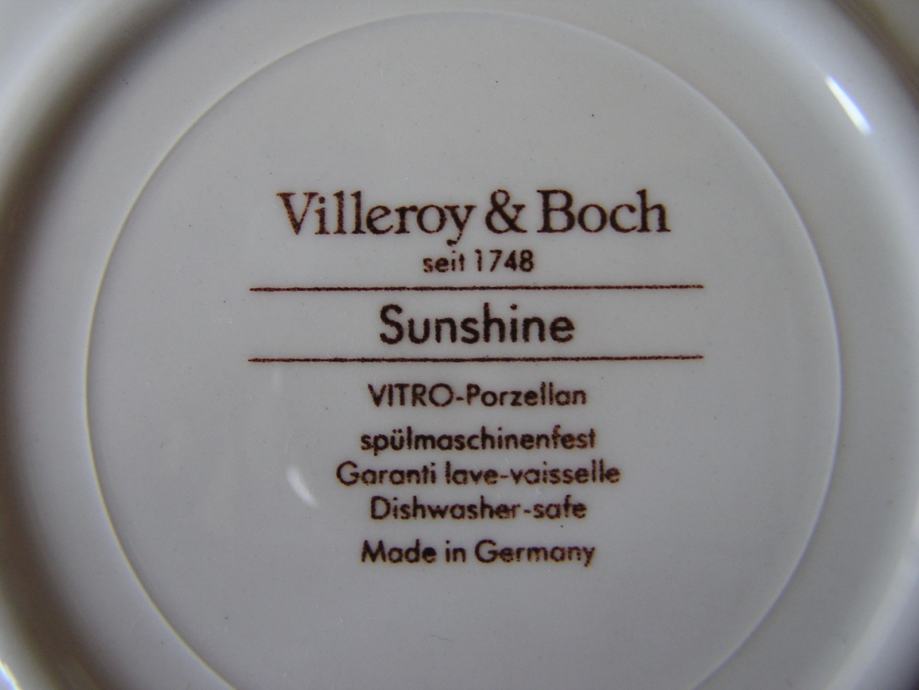 Villeroy & Boch
seit 1748
Sunshine
VITRO-Porzellan
spülmaschinenfest
Garanti lave-vaisselle
Dishwasher-safe
Made in Germany